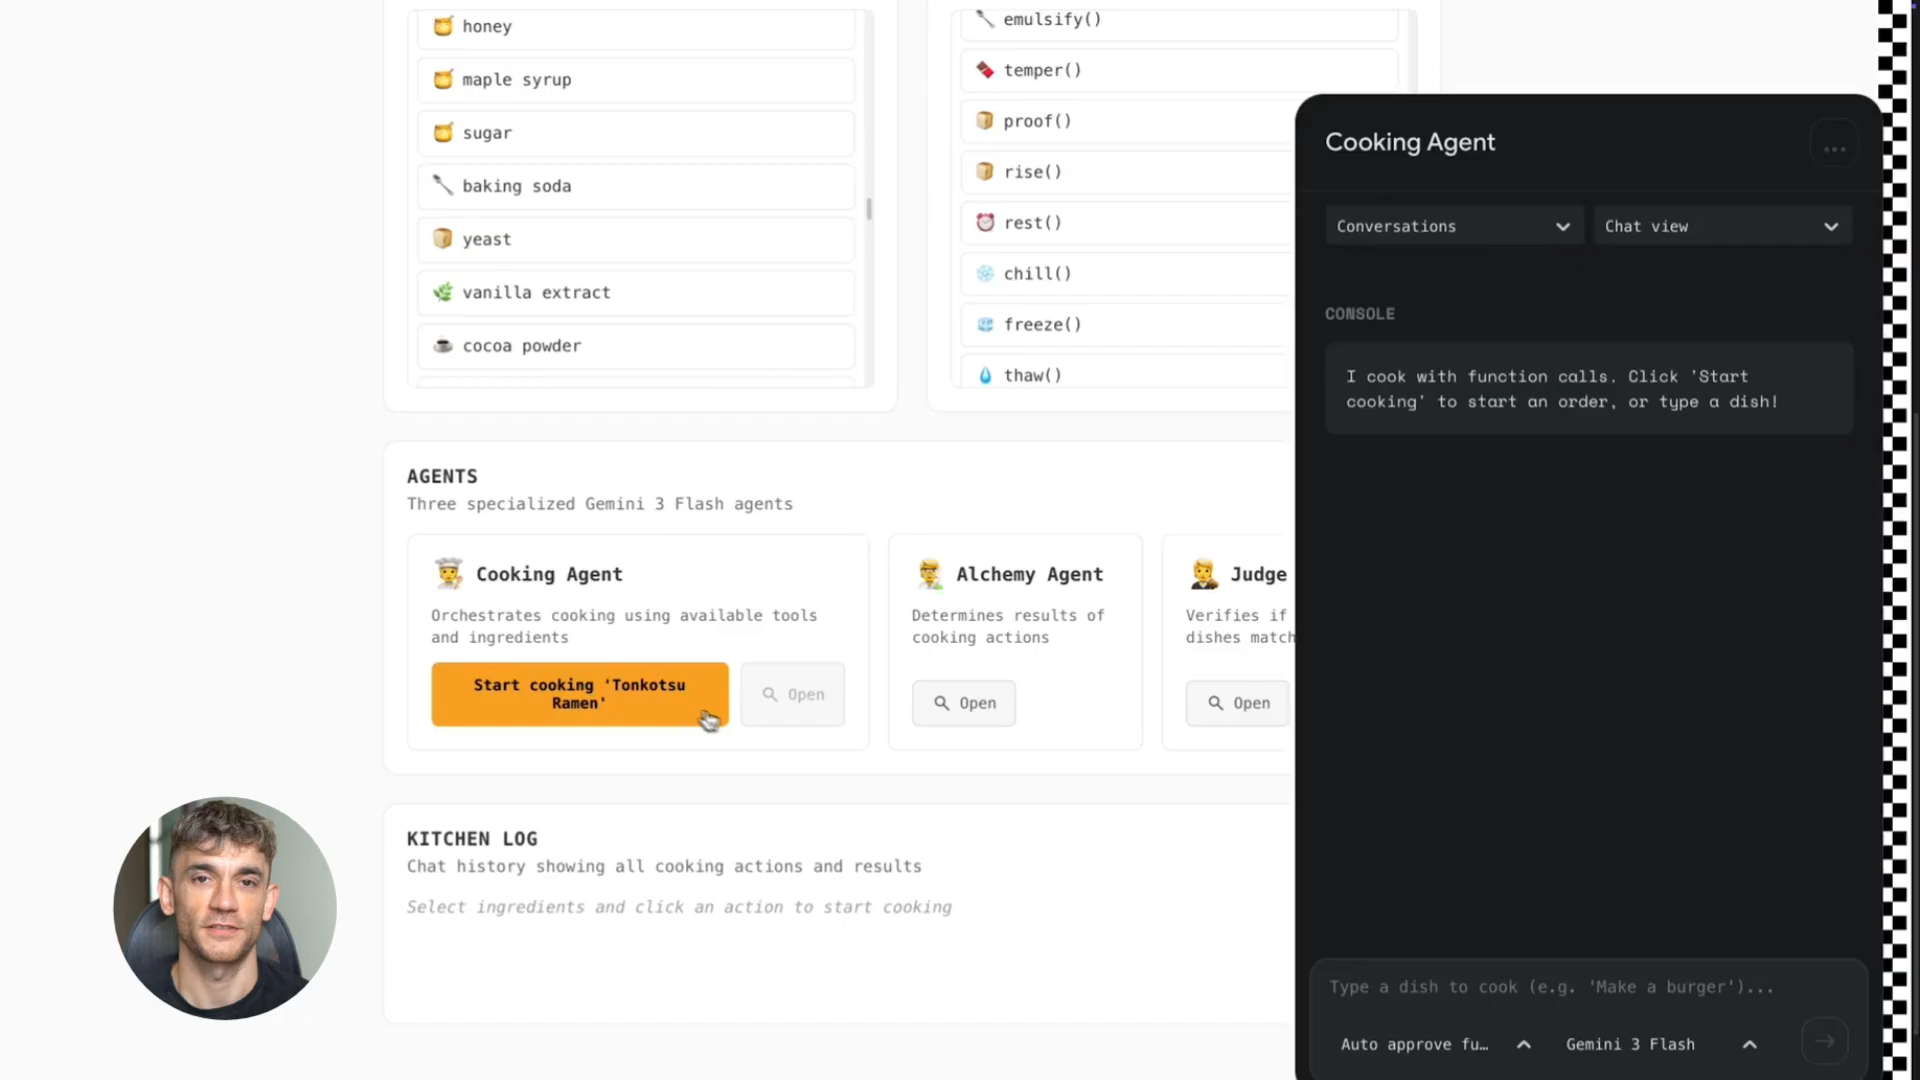 honey
maple syrup
sugar
baking soda
yeast
vanilla extract
cocoa powder
emulsify()
temper()
proof()
rise()
rest()
chill()
freeze()
thaw()
AGENTS
Three specialized Gemini 3 Flash agents
Cooking Agent
Orchestrates cooking using available tools
and ingredients
Start cooking ‘Tonkotsu
Ramen'
Open
Alchemy Agent
Determines results of
cooking actions
Open
Judge
Verifies if
dishes match
Open
KITCHEN LOG
Chat history showing all cooking actions and results
Select ingredients and click an action to start cooking
Cooking Agent
...
Conversations
Chat view
CONSOLE
I cook with function calls. Click 'Start
cooking' to start an order, or type a dish!
Type a dish to cook (e.g. 'Make a burger')...
Auto approve fu…
Gemini 3 Flash